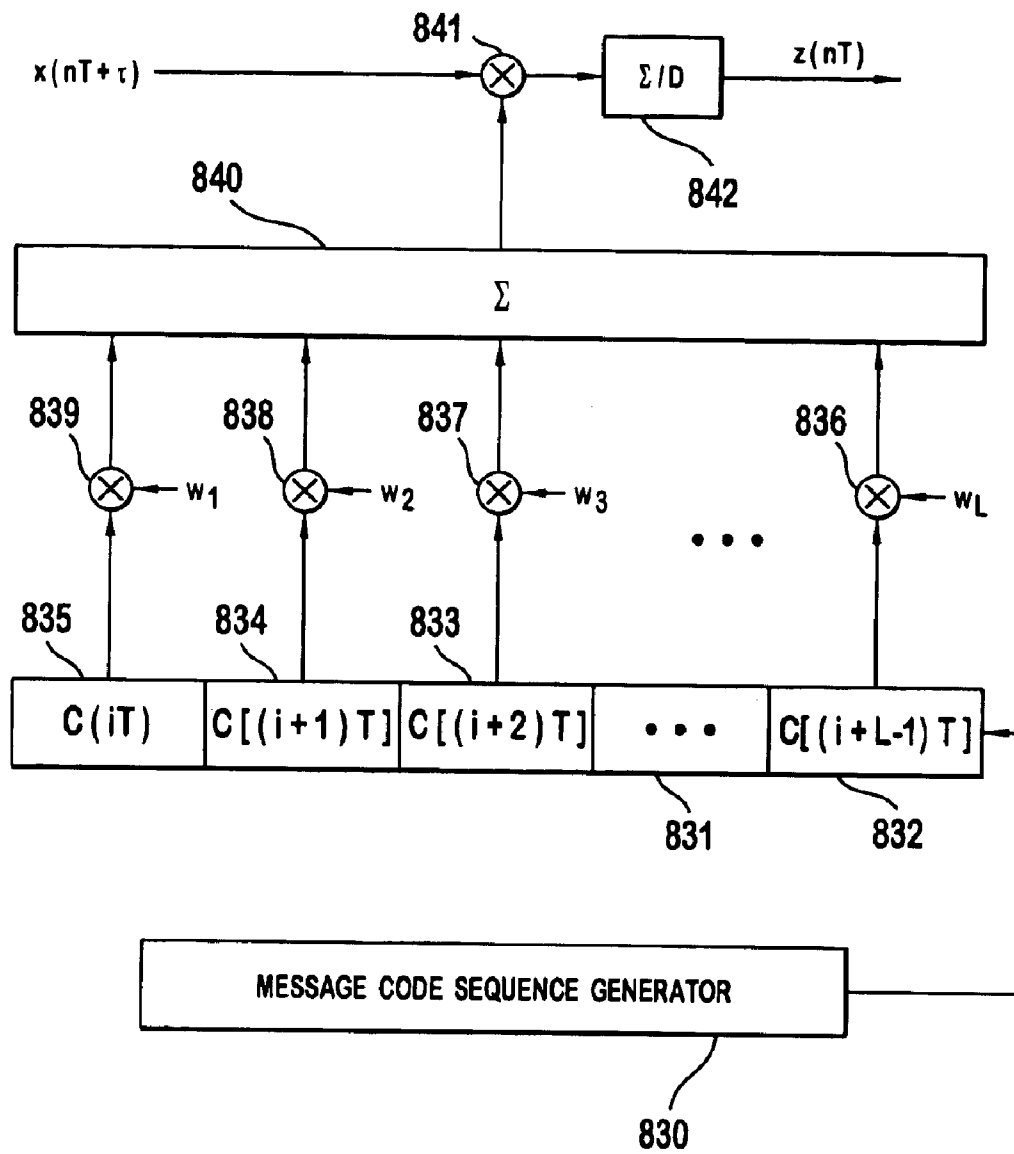 841
x(nT+τ)
⊗
Σ/D
z(nT)
842
840
Σ
839
838
837
836
⊗ w1
⊗ w2
⊗ w3
• • •
⊗ wL
835
834
833
C(iT)
C[(i+1)T]
C[(i+2)T]
• • •
C[(i+L-1)T]
831
832
MESSAGE CODE SEQUENCE GENERATOR
830